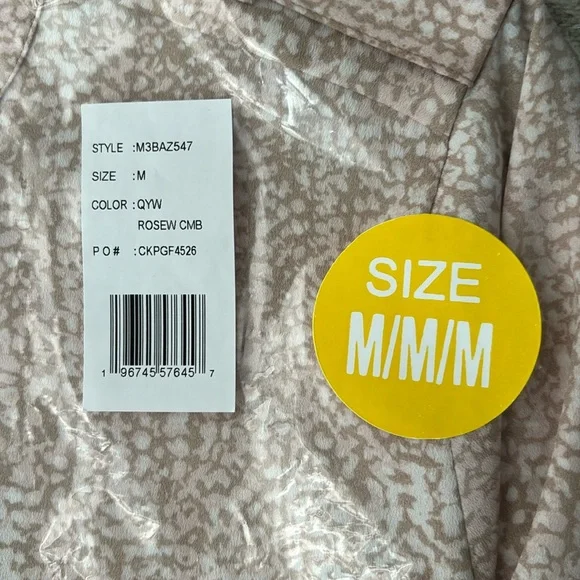 STYLE : M3BAZ547
SIZE : M
COLOR : QYW
ROSEW CMB
P O # : CKPGF4526
1 96745 57645 7
SIZE
M/M/M